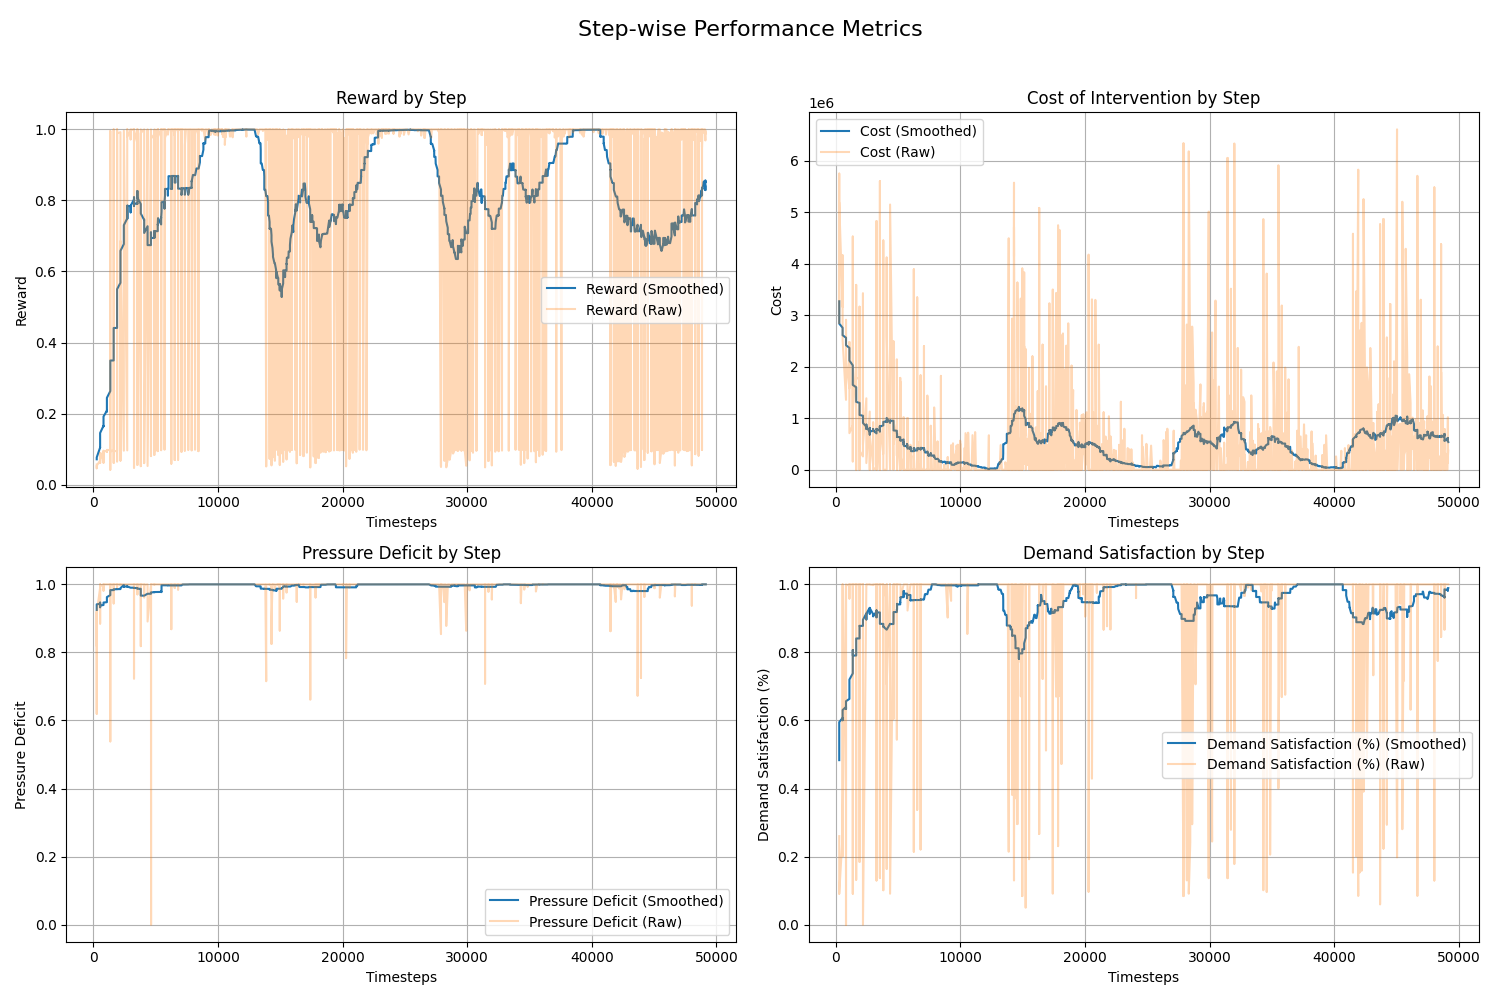 Step-wise Performance Metrics
Reward by Step
1.0
0.8
0.6
0.4
0.2
0.0
Reward
Reward (Smoothed)
Reward (Raw)
0 10000 20000 30000 40000 50000
Timesteps
Cost of Intervention by Step
1e6
6
5
4
3
2
1
0
Cost
Cost (Smoothed)
Cost (Raw)
0 10000 20000 30000 40000 50000
Timesteps
Pressure Deficit by Step
1.0
0.8
0.6
0.4
0.2
0.0
Pressure Deficit
Pressure Deficit (Smoothed)
Pressure Deficit (Raw)
0 10000 20000 30000 40000 50000
Timesteps
Demand Satisfaction by Step
1.0
0.8
0.6
0.4
0.2
0.0
Demand Satisfaction (%)
Demand Satisfaction (%) (Smoothed)
Demand Satisfaction (%) (Raw)
0 10000 20000 30000 40000 50000
Timesteps